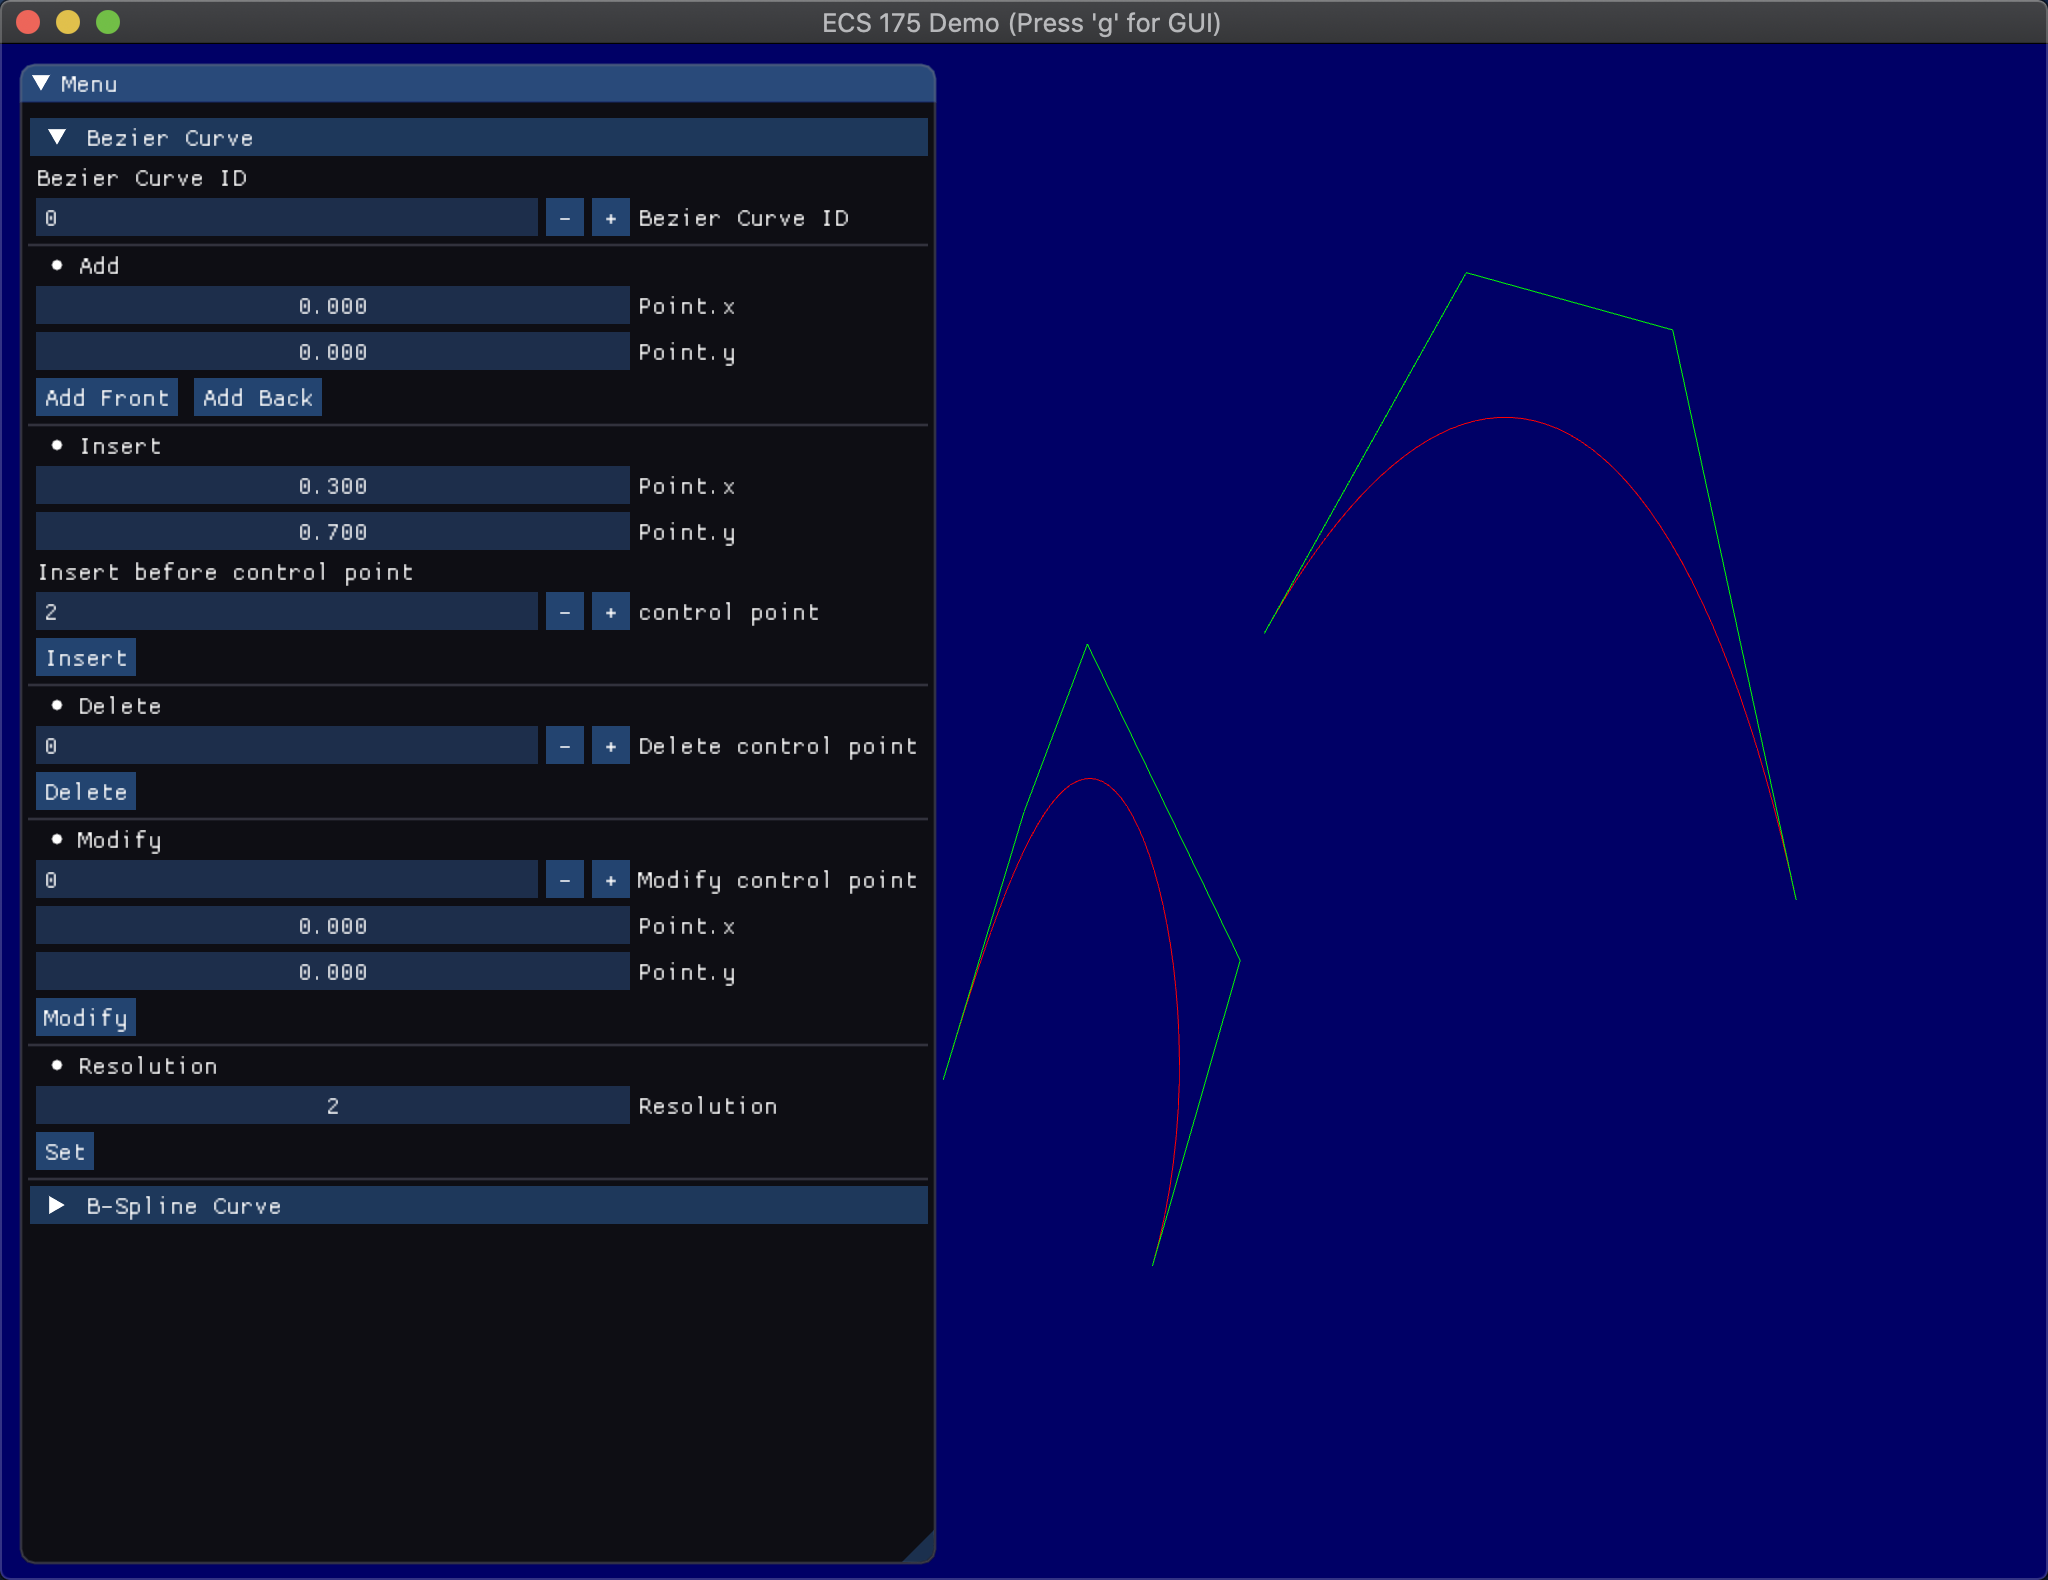 ECS 175 Demo (Press 'g' for GUI)
Menu
Bezier Curve
Bezier Curve ID
0 - + Bezier Curve ID
Add
0.000 Point.x
0.000 Point.y
Add Front Add Back
Insert
0.300 Point.x
0.700 Point.y
Insert before control point
2 - + control point
Insert
Delete
0 - + Delete control point
Delete
Modify
0 - + Modify control point
0.000 Point.x
0.000 Point.y
Modify
Resolution
2 Resolution
Set
B-Spline Curve